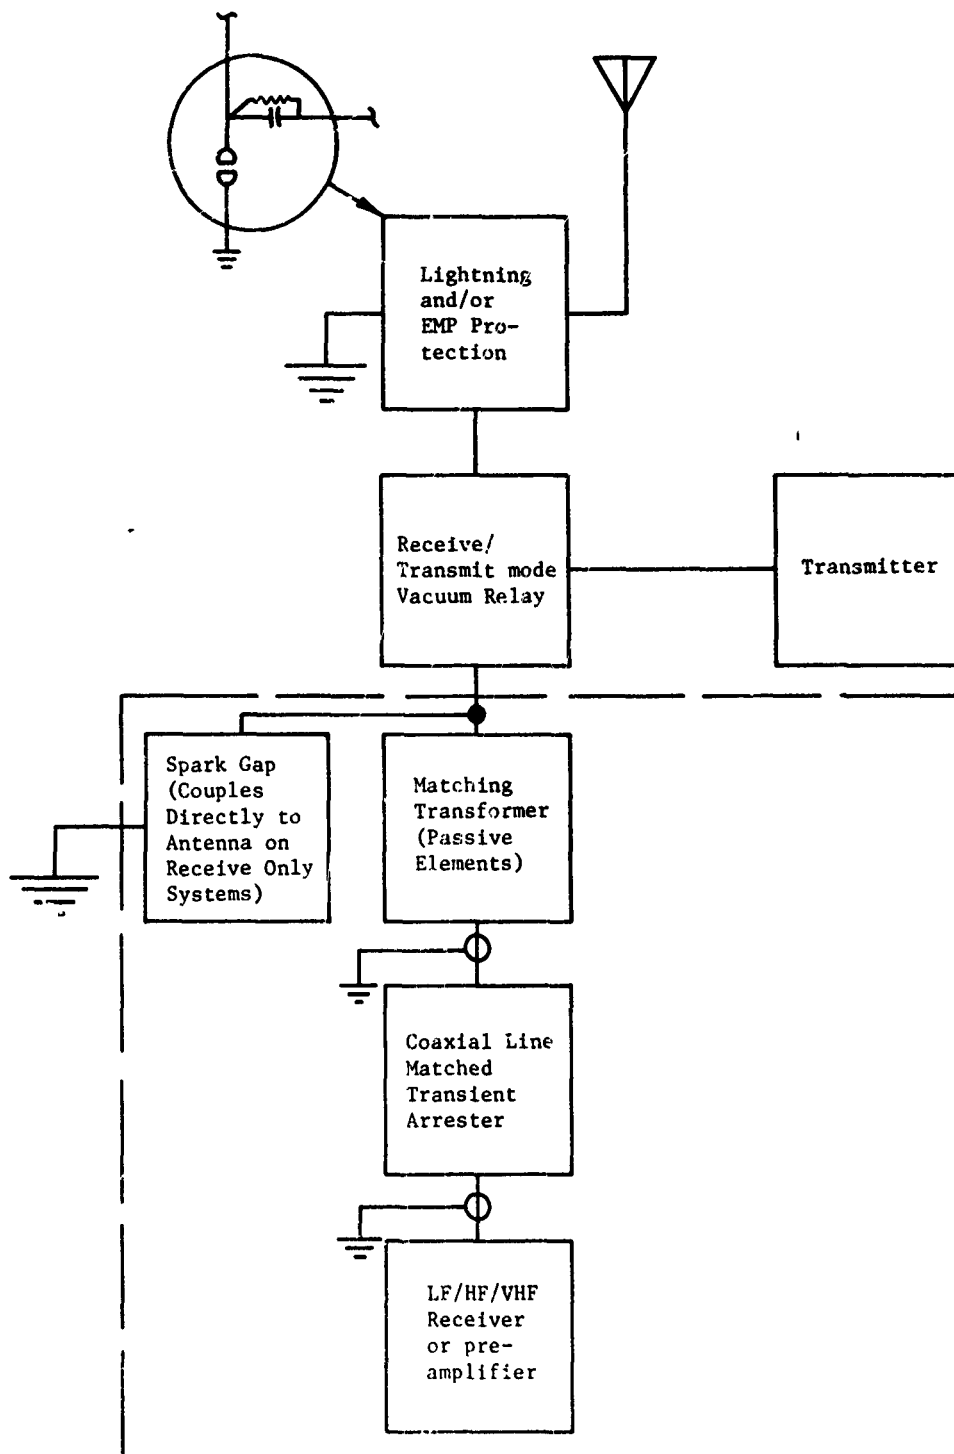 Lightning
and/or
EMP Pro-
tection
Receive/
Transmit mode
Vacuum Relay
Transmitter
Spark Gap
(Couples
Directly to
Antenna on
Receive Only
Systems)
Matching
Transformer
(Passive
Elements)
Coaxial Line
Matched
Transient
Arrester
LF/HF/VHF
Receiver
or pre-
amplifier